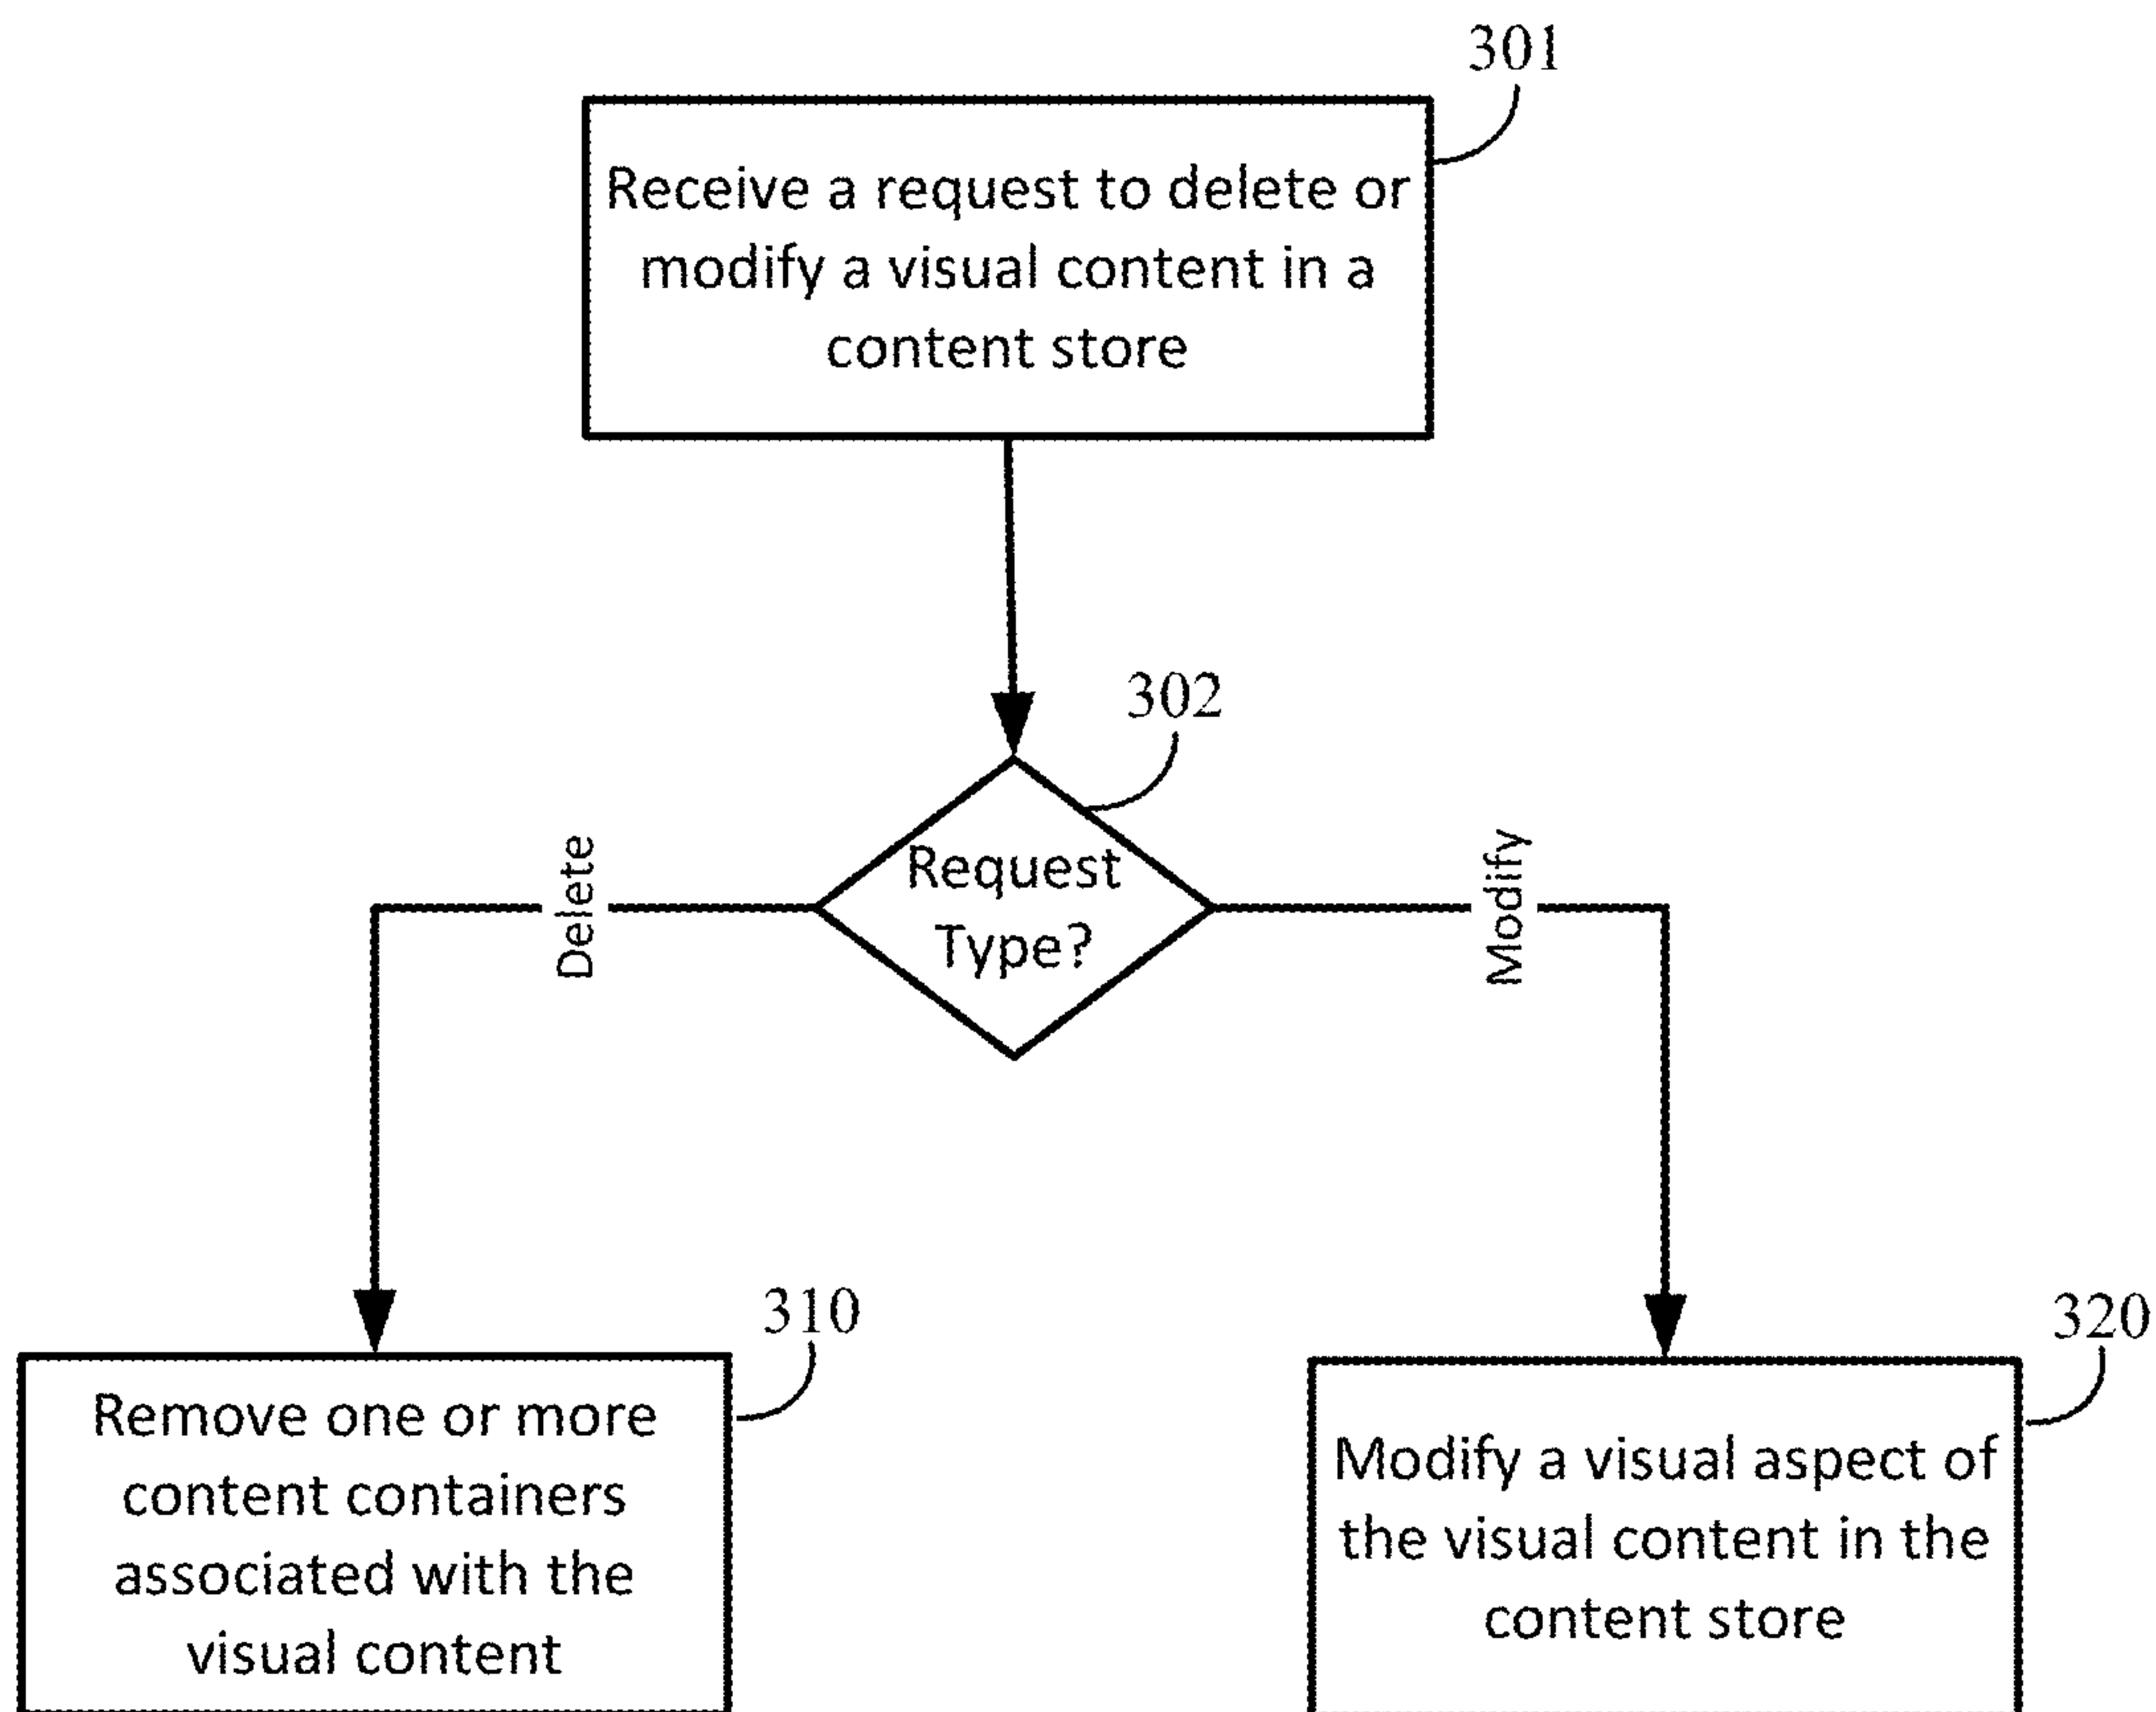 301
Receive a request to delete or
modify a visual content in a
content store
302
Request
Type?
Delete
Modify
310
Remove one or more
content containers
associated with the
visual content
320
Modify a visual aspect of
the visual content in the
content store